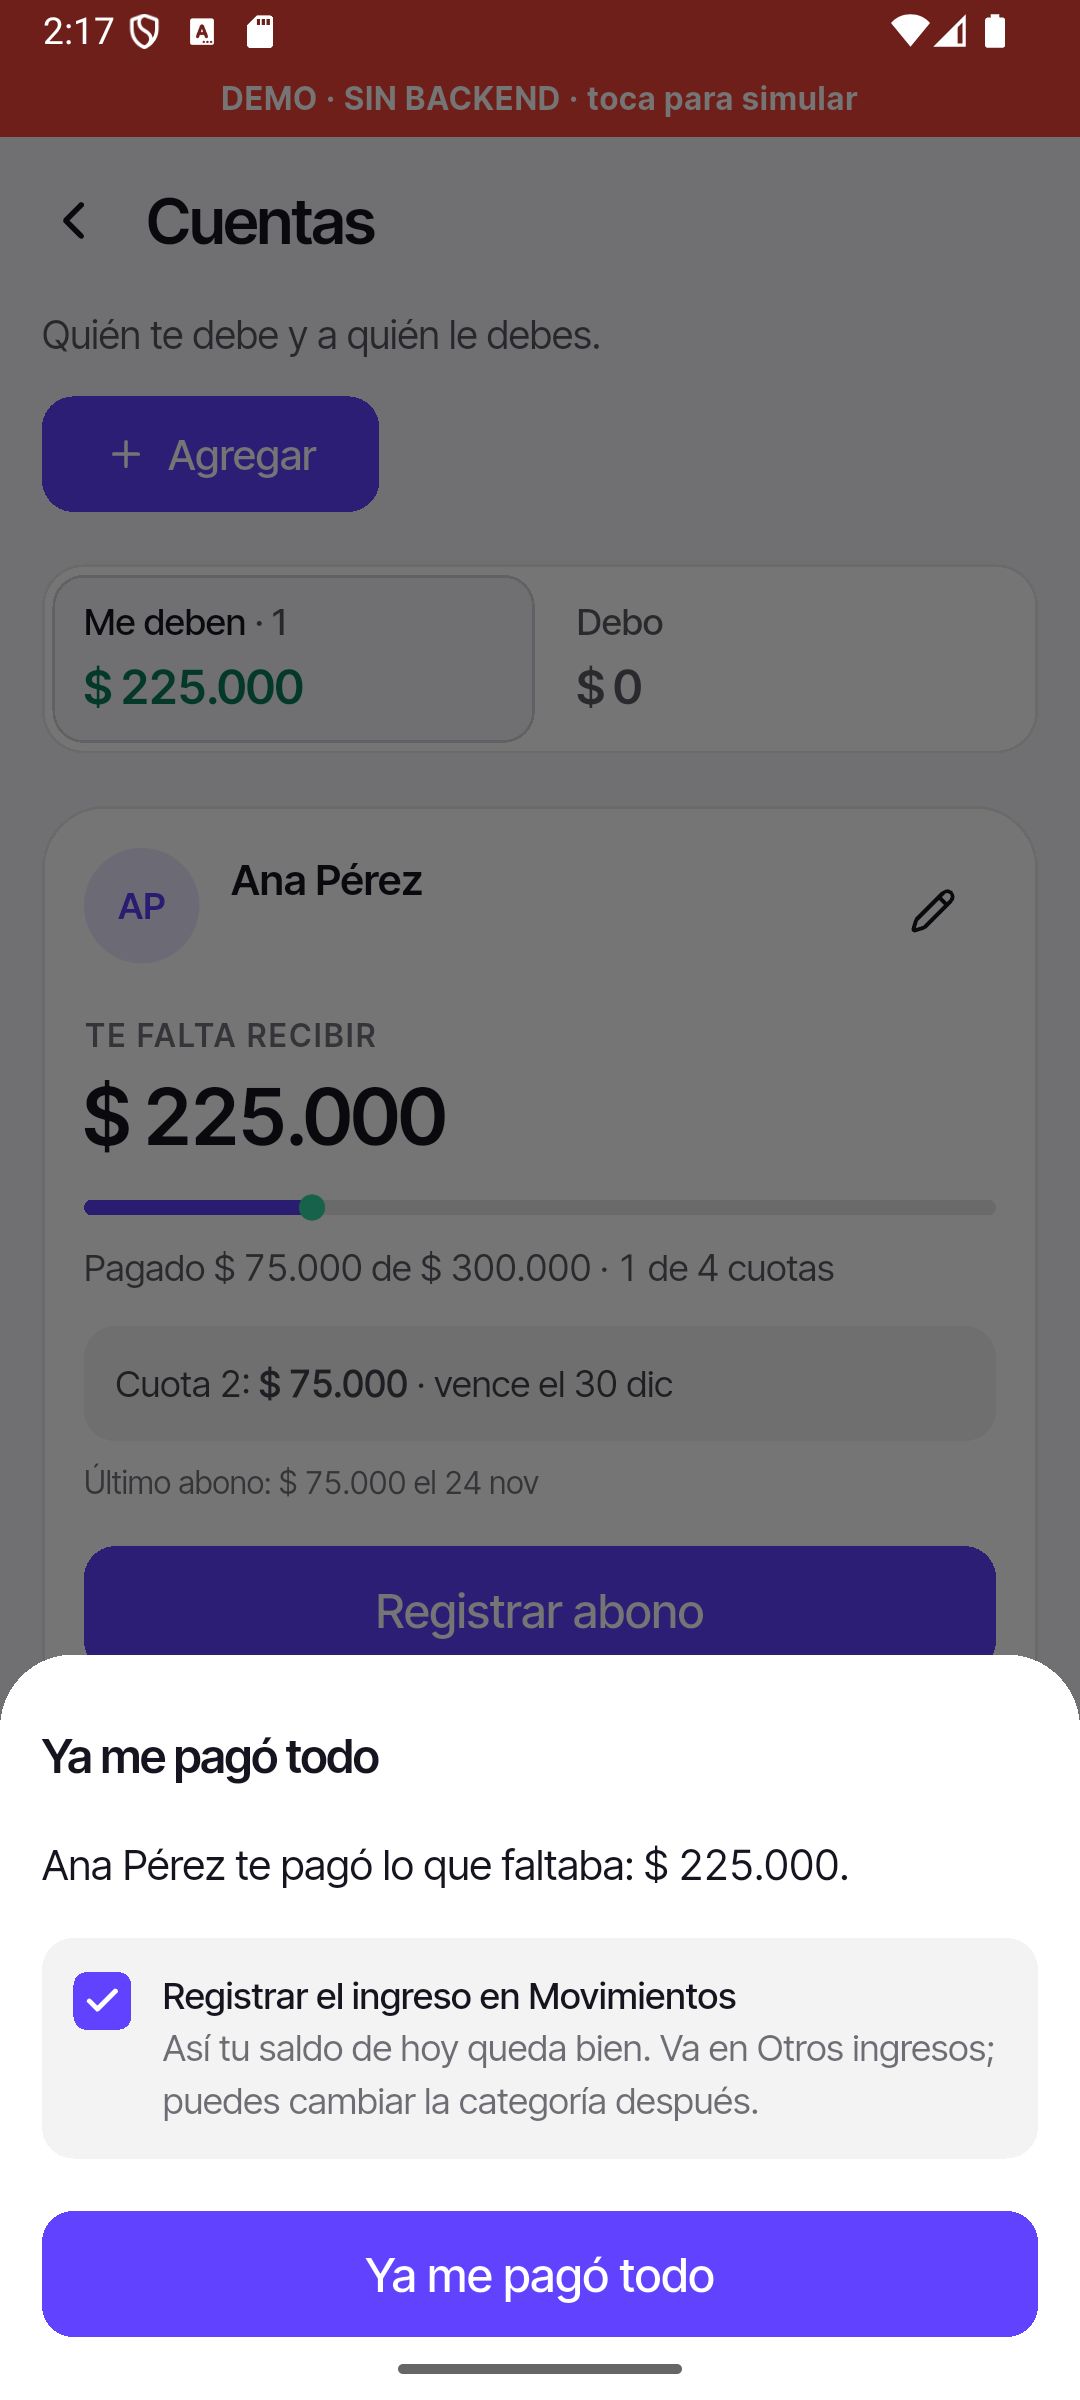 2:17
DEMO · SIN BACKEND · toca para simular
Cuentas
Quién te debe y a quién le debes.
+ Agregar
Me deben · 1
$ 225.000
Debo
$ 0
AP
Ana Pérez
TE FALTA RECIBIR
$ 225.000
Pagado $ 75.000 de $ 300.000 · 1 de 4 cuotas
Cuota 2: $ 75.000 · vence el 30 dic
Último abono: $ 75.000 el 24 nov
Registrar abono
Ya me pagó todo
Ana Pérez te pagó lo que faltaba: $ 225.000.
Registrar el ingreso en Movimientos
Así tu saldo de hoy queda bien. Va en Otros ingresos;
puedes cambiar la categoría después.
Ya me pagó todo